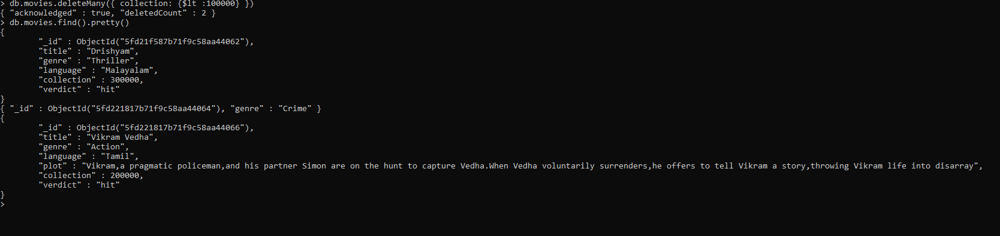 > db.movies.deleteMany({ collection: {$lt :100000} })
{ "acknowledged" : true, "deletedCount" : 2 }
> db.movies.find().pretty()
{
        "_id" : ObjectId("5fd21f587b71f9c58aa44062"),
        "title" : "Drishyam",
        "genre" : "Thriller",
        "language" : "Malayalam",
        "collection" : 300000,
        "verdict" : "hit"
}
{ "_id" : ObjectId("5fd221817b71f9c58aa44064"), "genre" : "Crime" }
{
        "_id" : ObjectId("5fd221817b71f9c58aa44066"),
        "title" : "Vikram Vedha",
        "genre" : "Action",
        "language" : "Tamil",
        "plot" : "Vikram,a pragmatic policeman,and his partner Simon are on the hunt to capture Vedha.When Vedha voluntarily surrenders,he offers to tell Vikram a story,throwing Vikram life into disarray",
        "collection" : 200000,
        "verdict" : "hit"
}
>